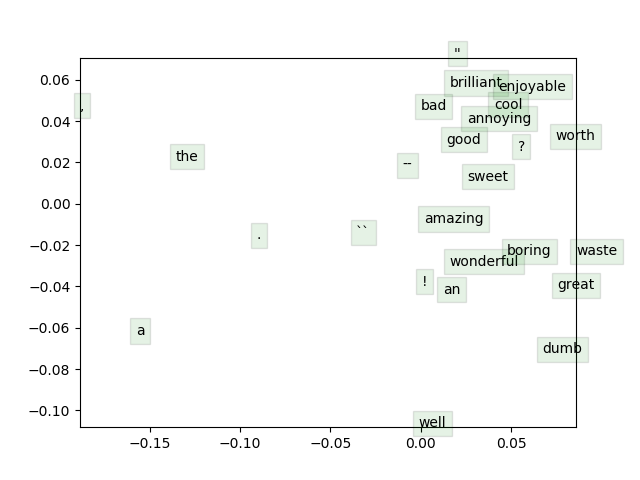 "
0.06
brilliant
enjoyable
,
bad
cool
0.04
annoying
worth
good
?
0.02
the
--
sweet
0.00
amazing
.
``
−0.02
boring
waste
wonderful
!
an
great
−0.04
a
−0.06
dumb
−0.08
−0.10
well
−0.15
−0.10
−0.05
0.00
0.05